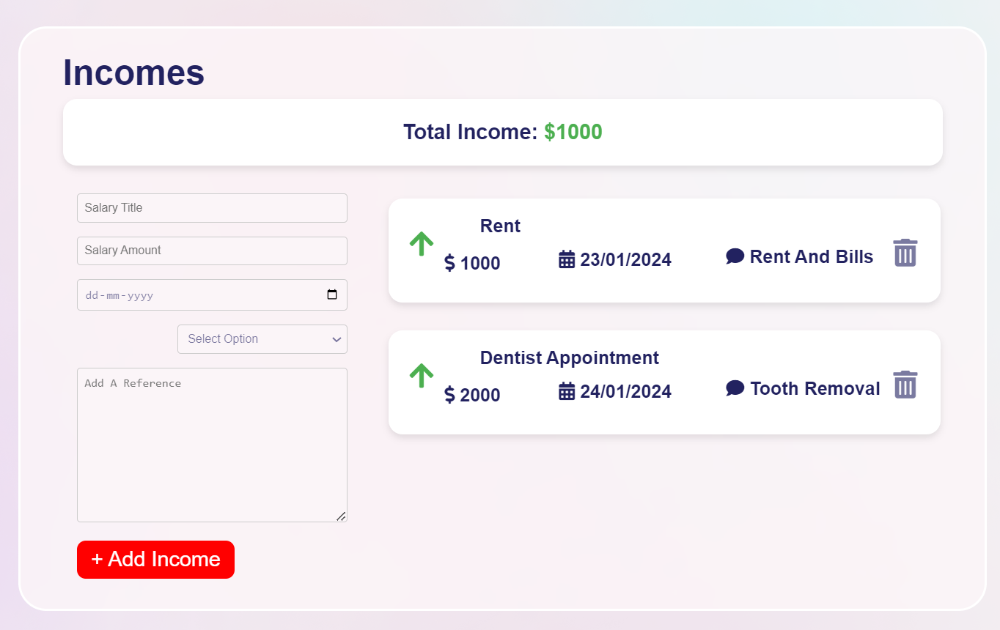 Incomes
Total Income: $1000
Salary Title
Salary Amount
dd-mm-yyyy
Select Option
Add A Reference
+ Add Income
Rent
$ 1000 23/01/2024 Rent And Bills
Dentist Appointment
$ 2000 24/01/2024 Tooth Removal